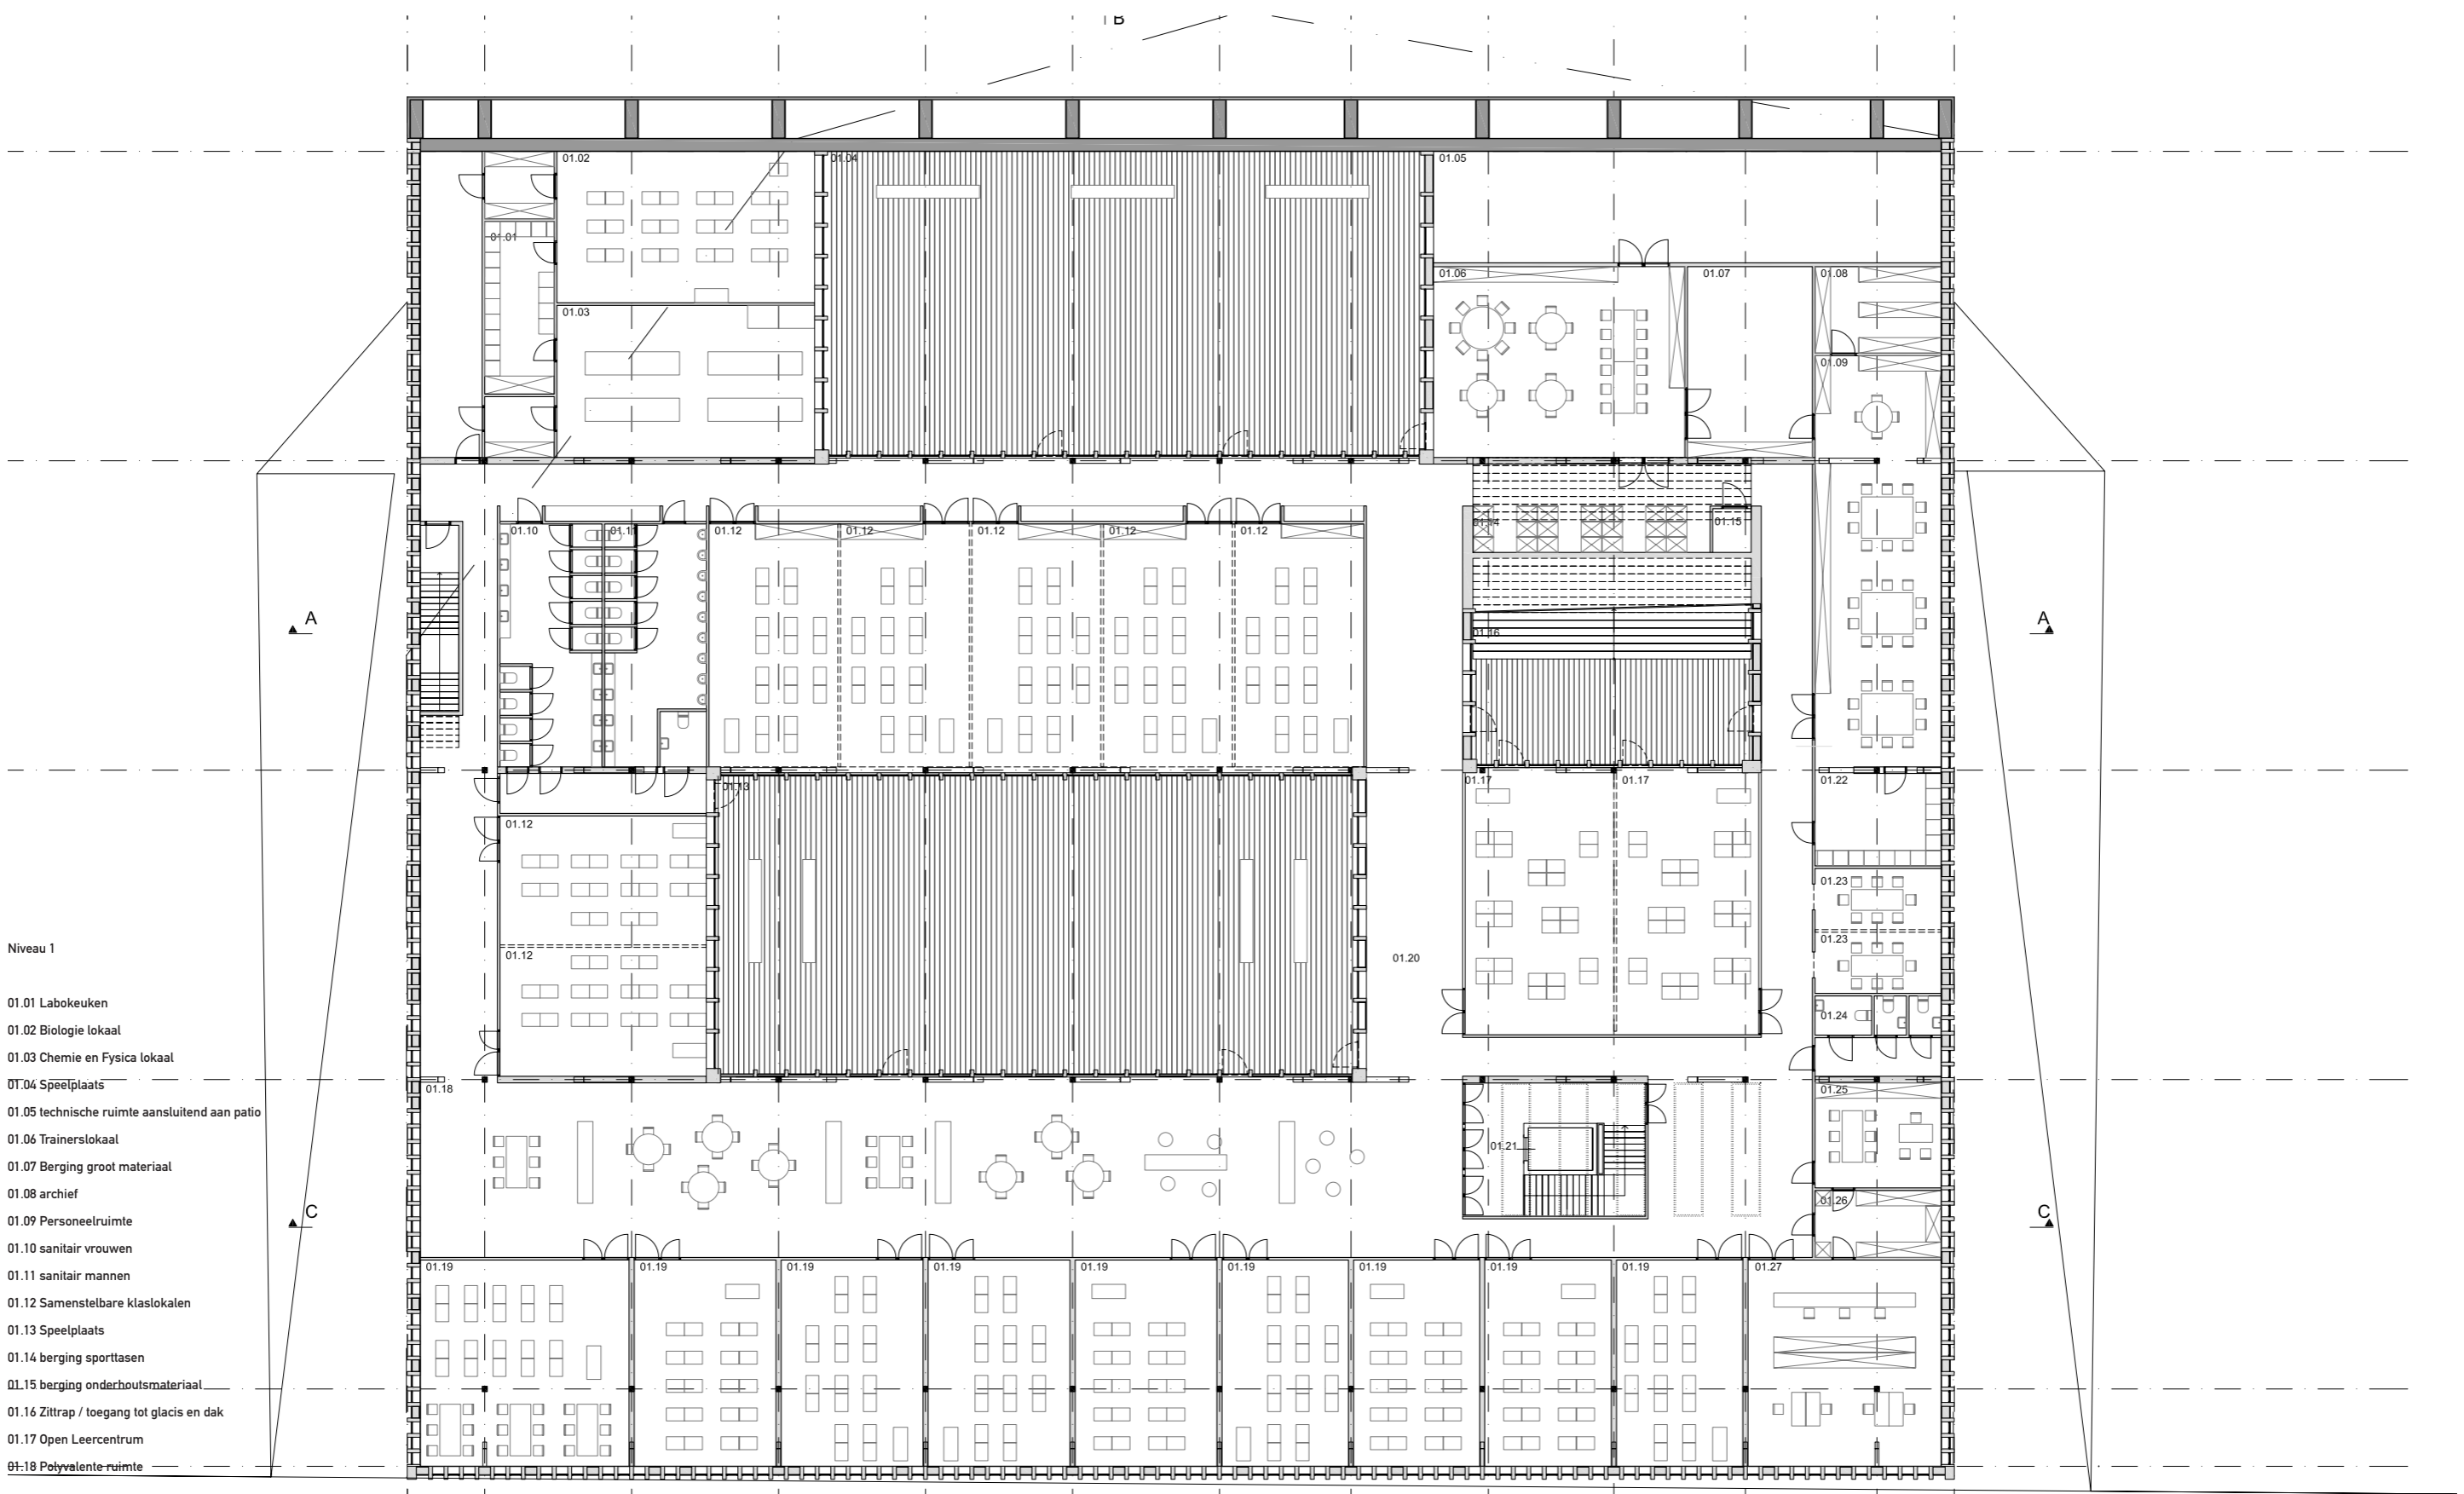 B
01.02
01.04
01.05
01.01
01.06
01.07
01.08
01.03
01.09
01.10
01.11
01.12
01.12
01.12
01.12
01.12
01.14
01.15
A
A
01.16
01.13
01.17
01.17
01.22
01.12
01.23
01.23
01.12
01.20
01.24
01.18
01.25
01.21
01.26
C
C
01.19
01.19
01.19
01.19
01.19
01.19
01.19
01.19
01.19
01.27
Niveau 1
01.01 Labokeuken
01.02 Biologie lokaal
01.03 Chemie en Fysica lokaal
01.04 Speelplaats
01.05 technische ruimte aansluitend aan patio
01.06 Trainerslokaal
01.07 Berging groot materiaal
01.08 archief
01.09 Personeelruimte
01.10 sanitair vrouwen
01.11 sanitair mannen
01.12 Samenstelbare klaslokalen
01.13 Speelplaats
01.14 berging sporttasen
01.15 berging onderhoutsmateriaal
01.16 Zittrap / toegang tot glacis en dak
01.17 Open Leercentrum
01.18 Polyvalente ruimte